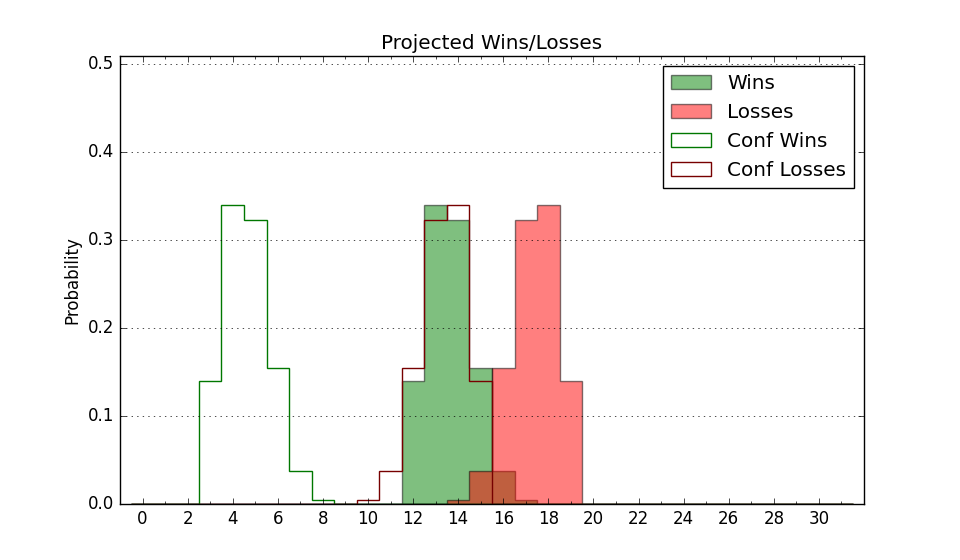 Projected Wins/Losses
0.5
0.4
0.3
0.2
0.1
0.0
Probability
Wins
Losses
Conf Wins
Conf Losses
0 2 4 6 8 10 12 14 16 18 20 22 24 26 28 30